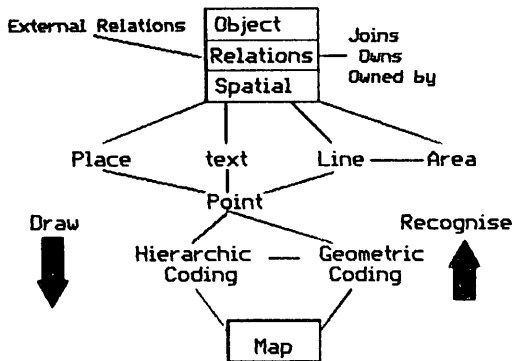 External Relations
Object
Relations
Spatial
Joins
Owns
Owned by
Place
text
Line
Area
Point
Draw
Recognise
Hierarchic
Coding
Geometric
Coding
Map